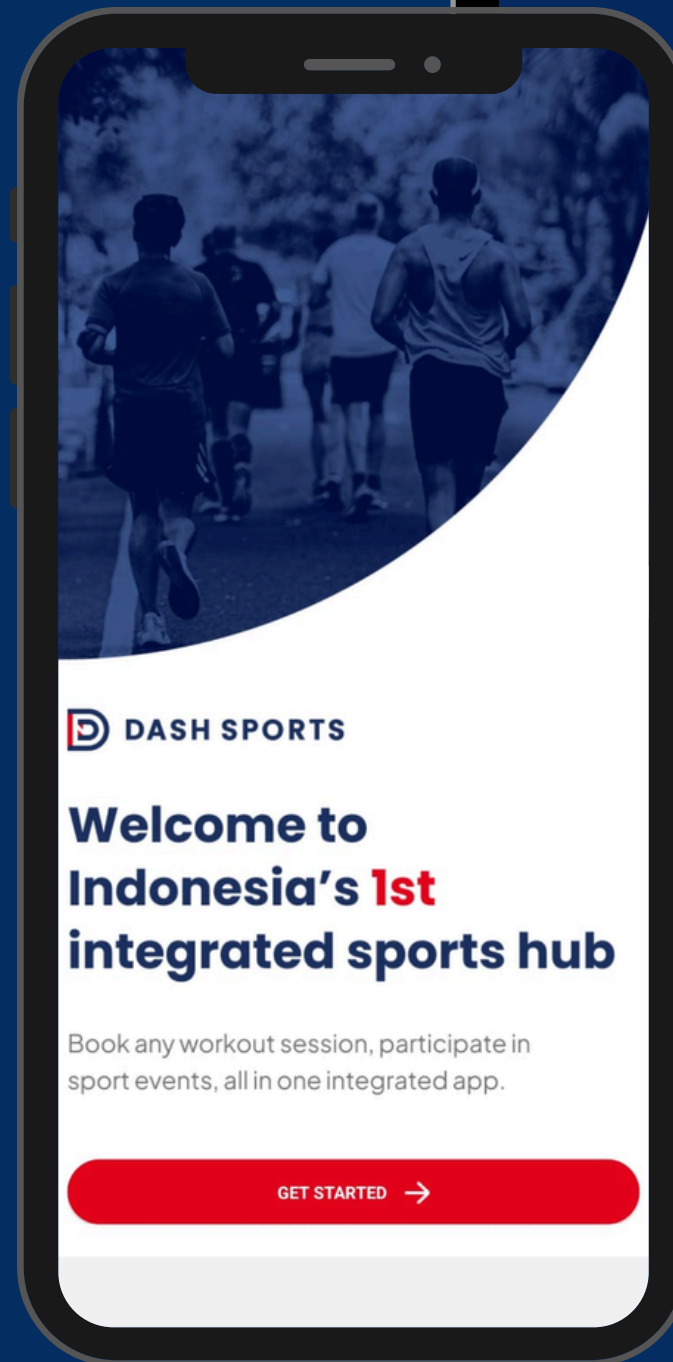 DASH SPORTS
Welcome to
Indonesia’s 1st
integrated sports hub
Book any workout session, participate in
sport events, all in one integrated app.
GET STARTED →